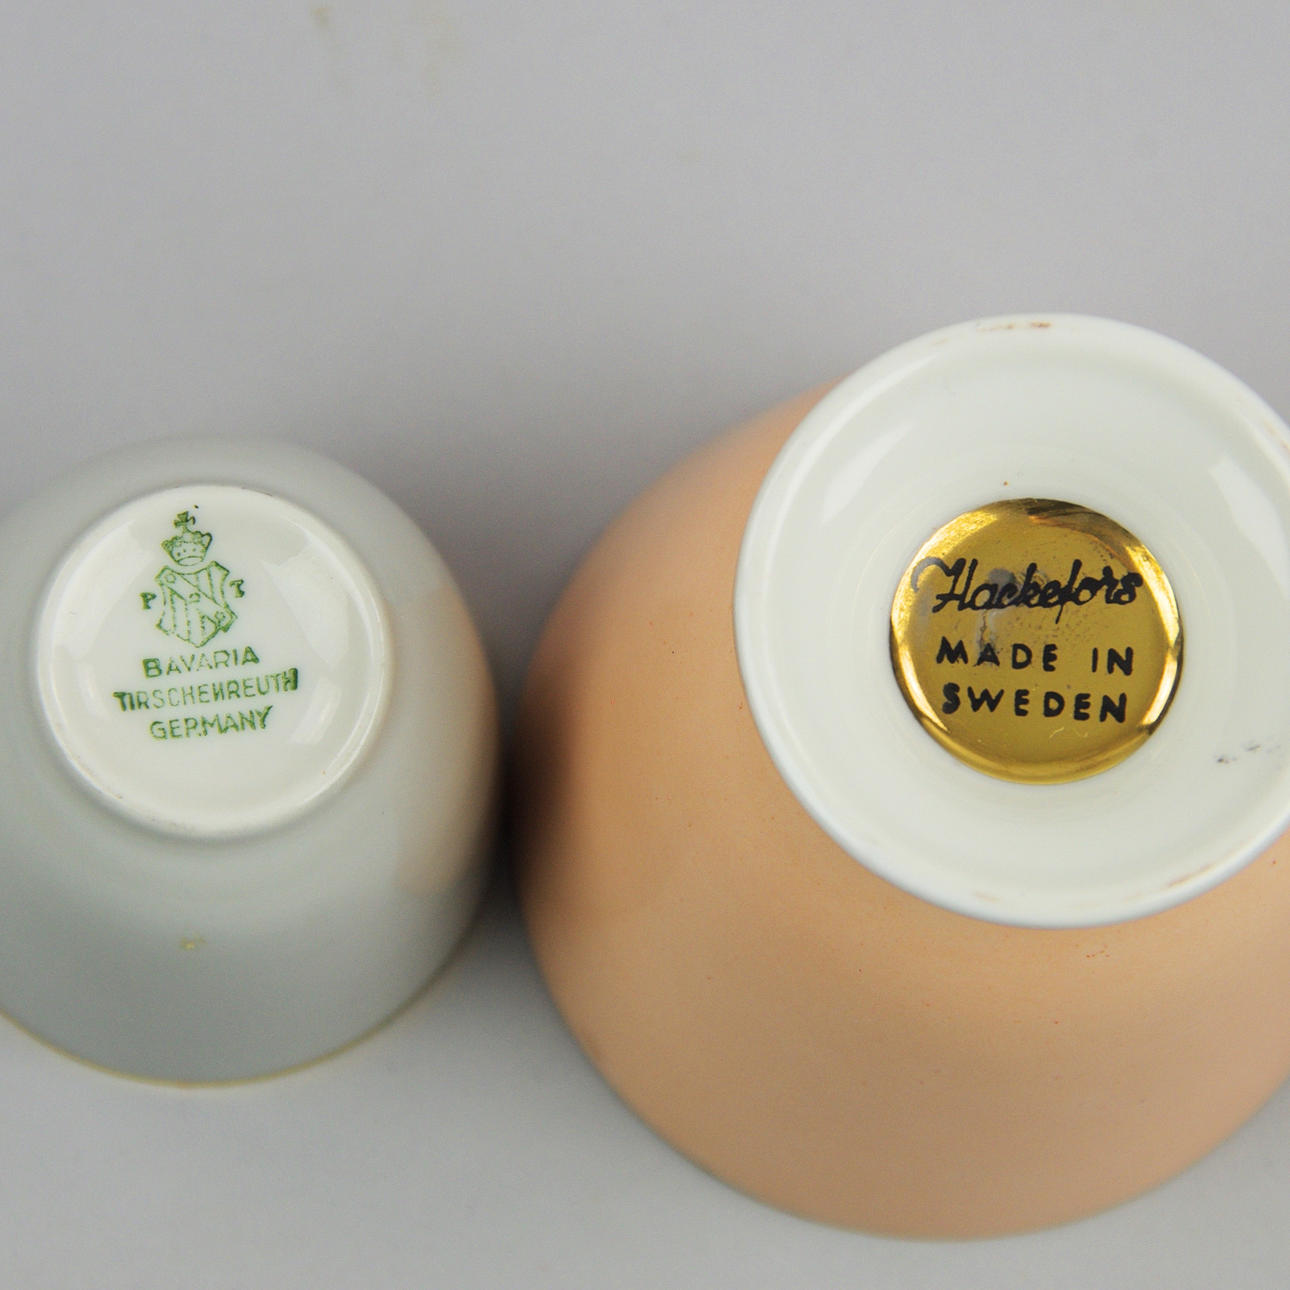 P T
BAVARIA
TIRSCHENREUTH
GERMANY
Hackefors
MADE IN
SWEDEN